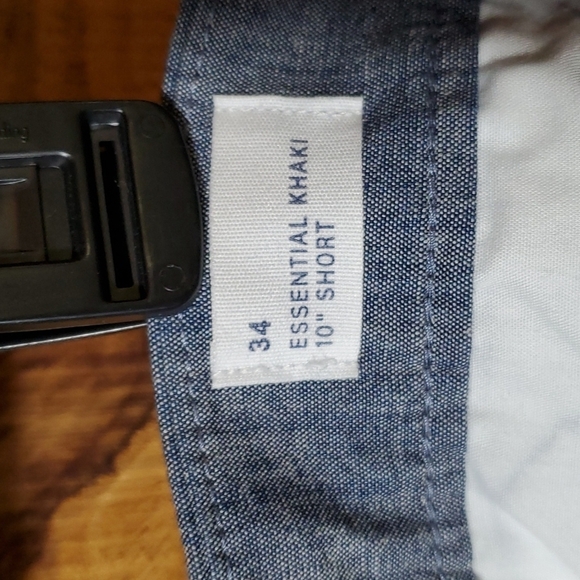 34
ESSENTIAL KHAKI
10" SHORT